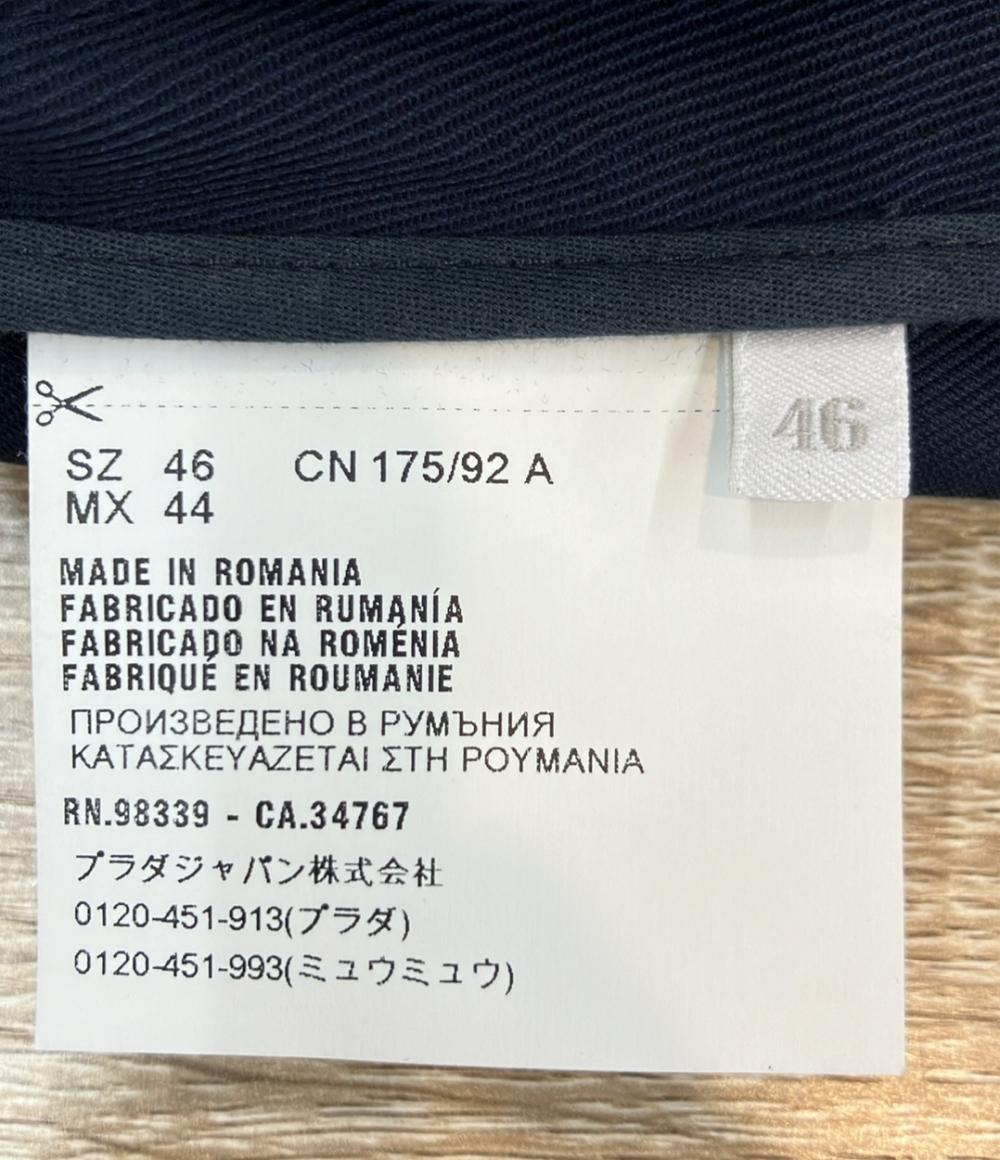 46
SZ 46 CN 175/92 A
MX 44
MADE IN ROMANIA
FABRICADO EN RUMANÍA
FABRICADO NA ROMÉNIA
FABRIQUÉ EN ROUMANIE
ПРОИЗВЕДЕНО В РУМЪНИЯ
ΚΑΤΑΣΚΕΥΑΖΕΤΑΙ ΣΤΗ ΡΟΥΜΑΝΙΑ
RN.98339 - CA.34767
プラダジャパン株式会社
0120-451-913(プラダ)
0120-451-993(ミュウミュウ)